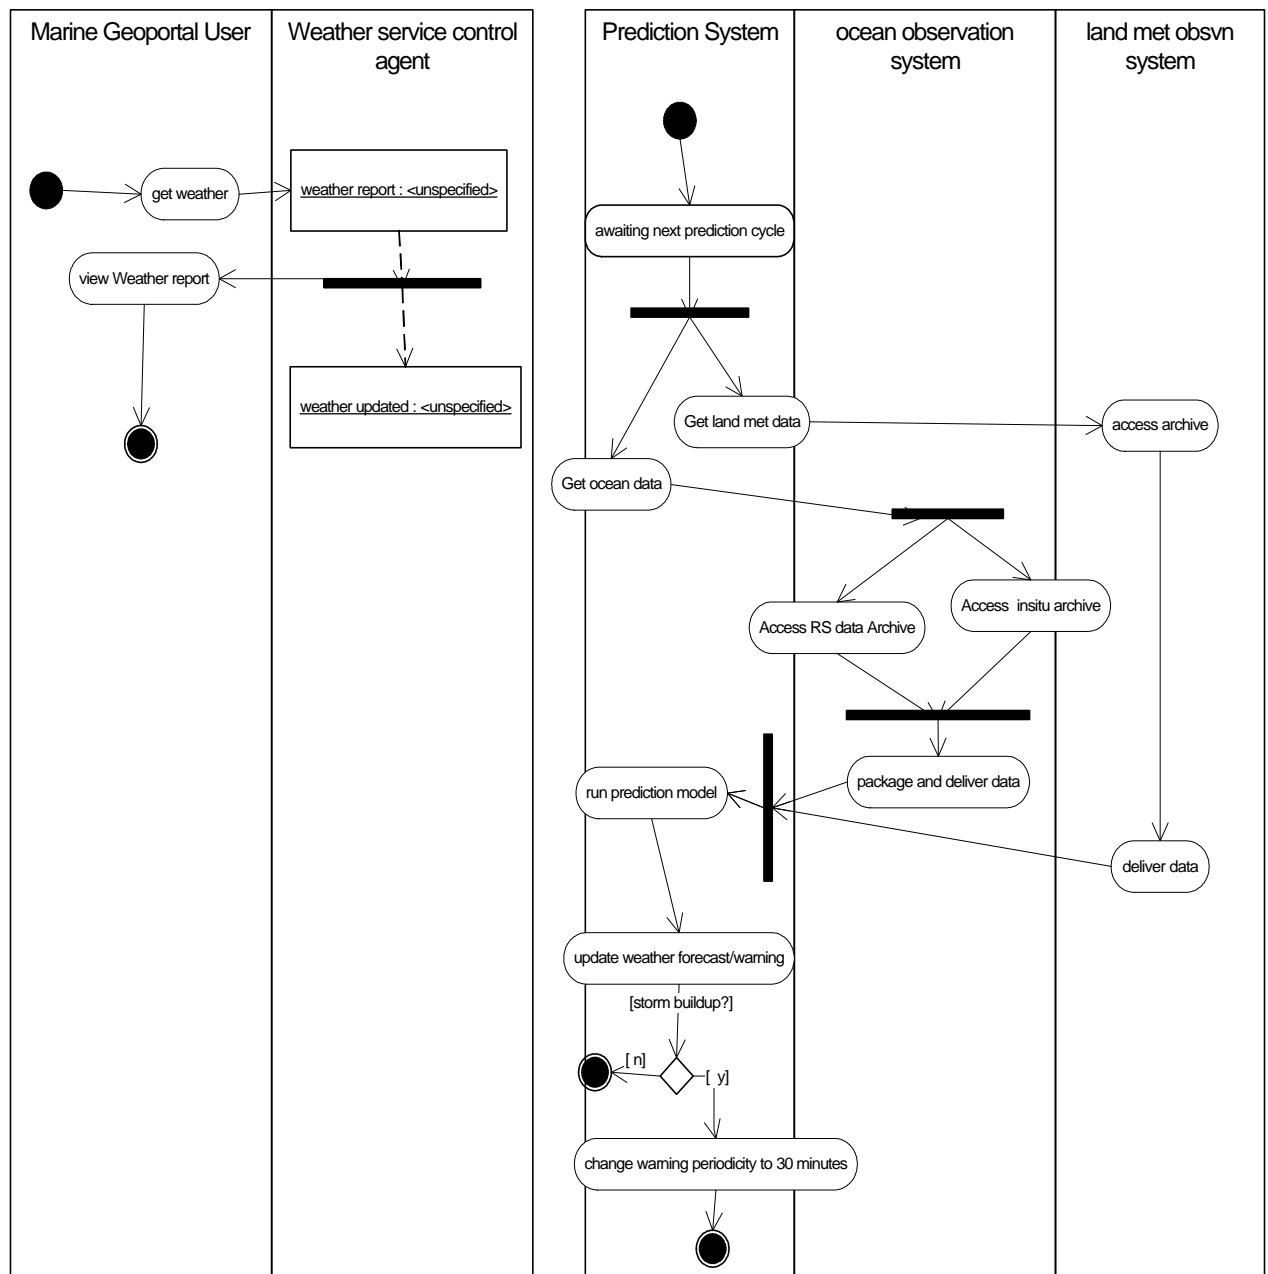 Marine Geoportal User
Weather service control
agent
Prediction System
ocean observation
system
land met obsvn
system
get weather
weather report : <unspecified>
awaiting next prediction cycle
view Weather report
weather updated : <unspecified>
Get land met data
access archive
Get ocean data
Access  insitu archive
Access RS data Archive
package and deliver data
run prediction model
deliver data
update weather forecast/warning
[storm buildup?]
[ n]
[  y]
change warning periodicity to 30 minutes